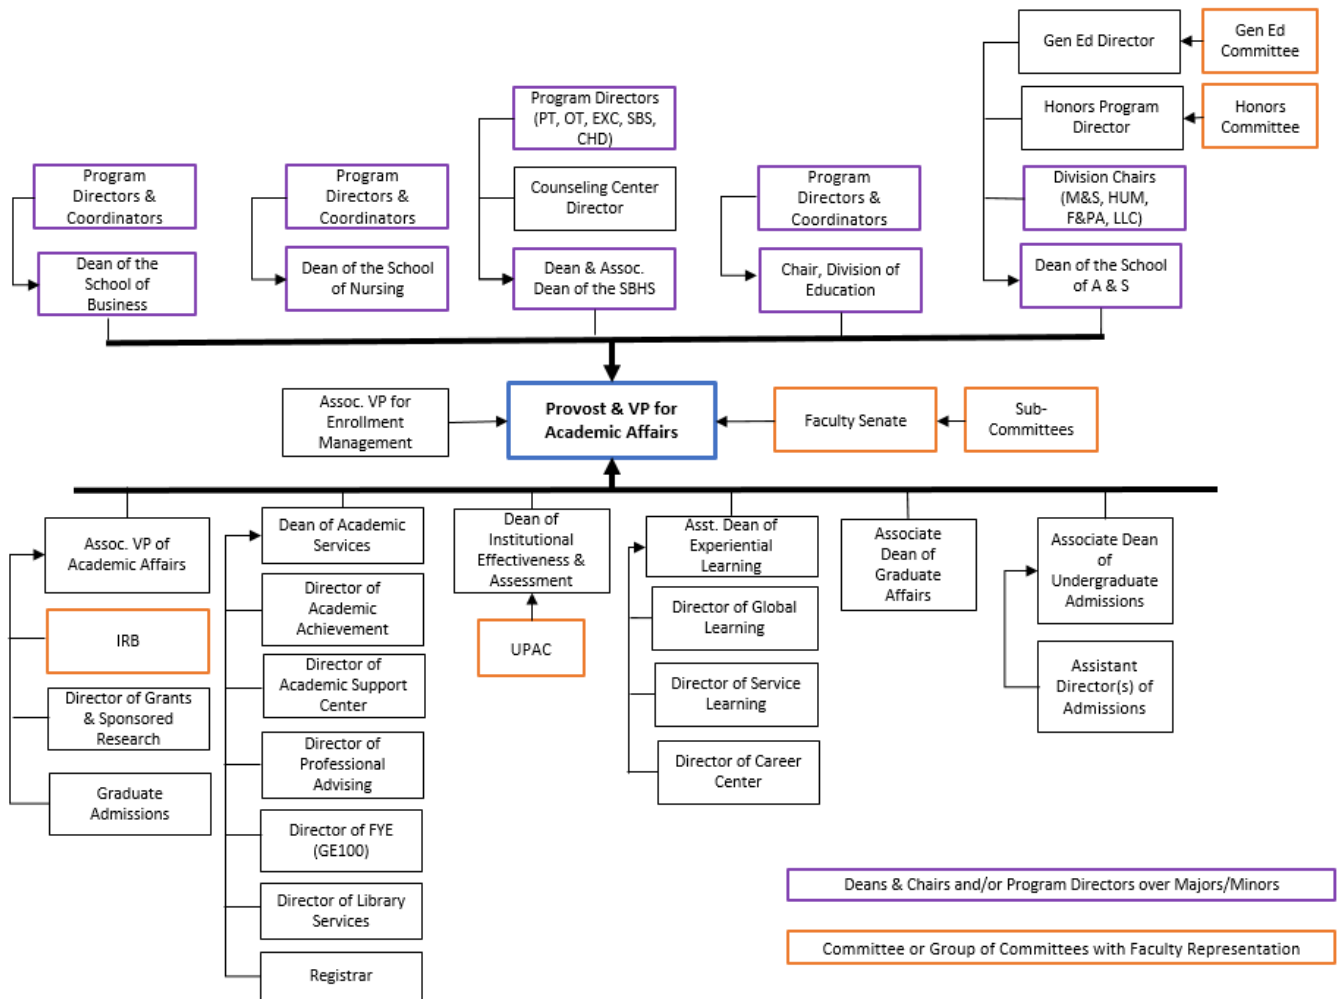 Gen Ed Director
Gen Ed
Committee
Program Directors
(PT, OT, EXC, SBS,
CHD)
Honors Program
Director
Honors
Committee
Program
Directors &
Coordinators
Program
Directors &
Coordinators
Counseling Center
Director
Program
Directors &
Coordinators
Division Chairs
(M&S, HUM,
F&PA, LLC)
Dean of the
School of
Business
Dean of the School
of Nursing
Dean & Assoc.
Dean of the SBHS
Chair, Division of
Education
Dean of the School
of A & S
Assoc. VP for
Enrollment
Management
Provost & VP for
Academic Affairs
Faculty Senate
Sub-
Committees
Assoc. VP of
Academic Affairs
Dean of Academic
Services
Dean of
Institutional
Effectiveness &
Assessment
Asst. Dean of
Experiential
Learning
Associate
Dean of
Graduate
Affairs
Associate Dean
of
Undergraduate
Admissions
IRB
Director of
Academic
Achievement
UPAC
Director of Global
Learning
Assistant
Director(s) of
Admissions
Director of Grants
& Sponsored
Research
Director of
Academic Support
Center
Director of Service
Learning
Graduate
Admissions
Director of
Professional
Advising
Director of Career
Center
Director of FYE
(GE100)
Director of Library
Services
Registrar
Deans & Chairs and/or Program Directors over Majors/Minors
Committee or Group of Committees with Faculty Representation